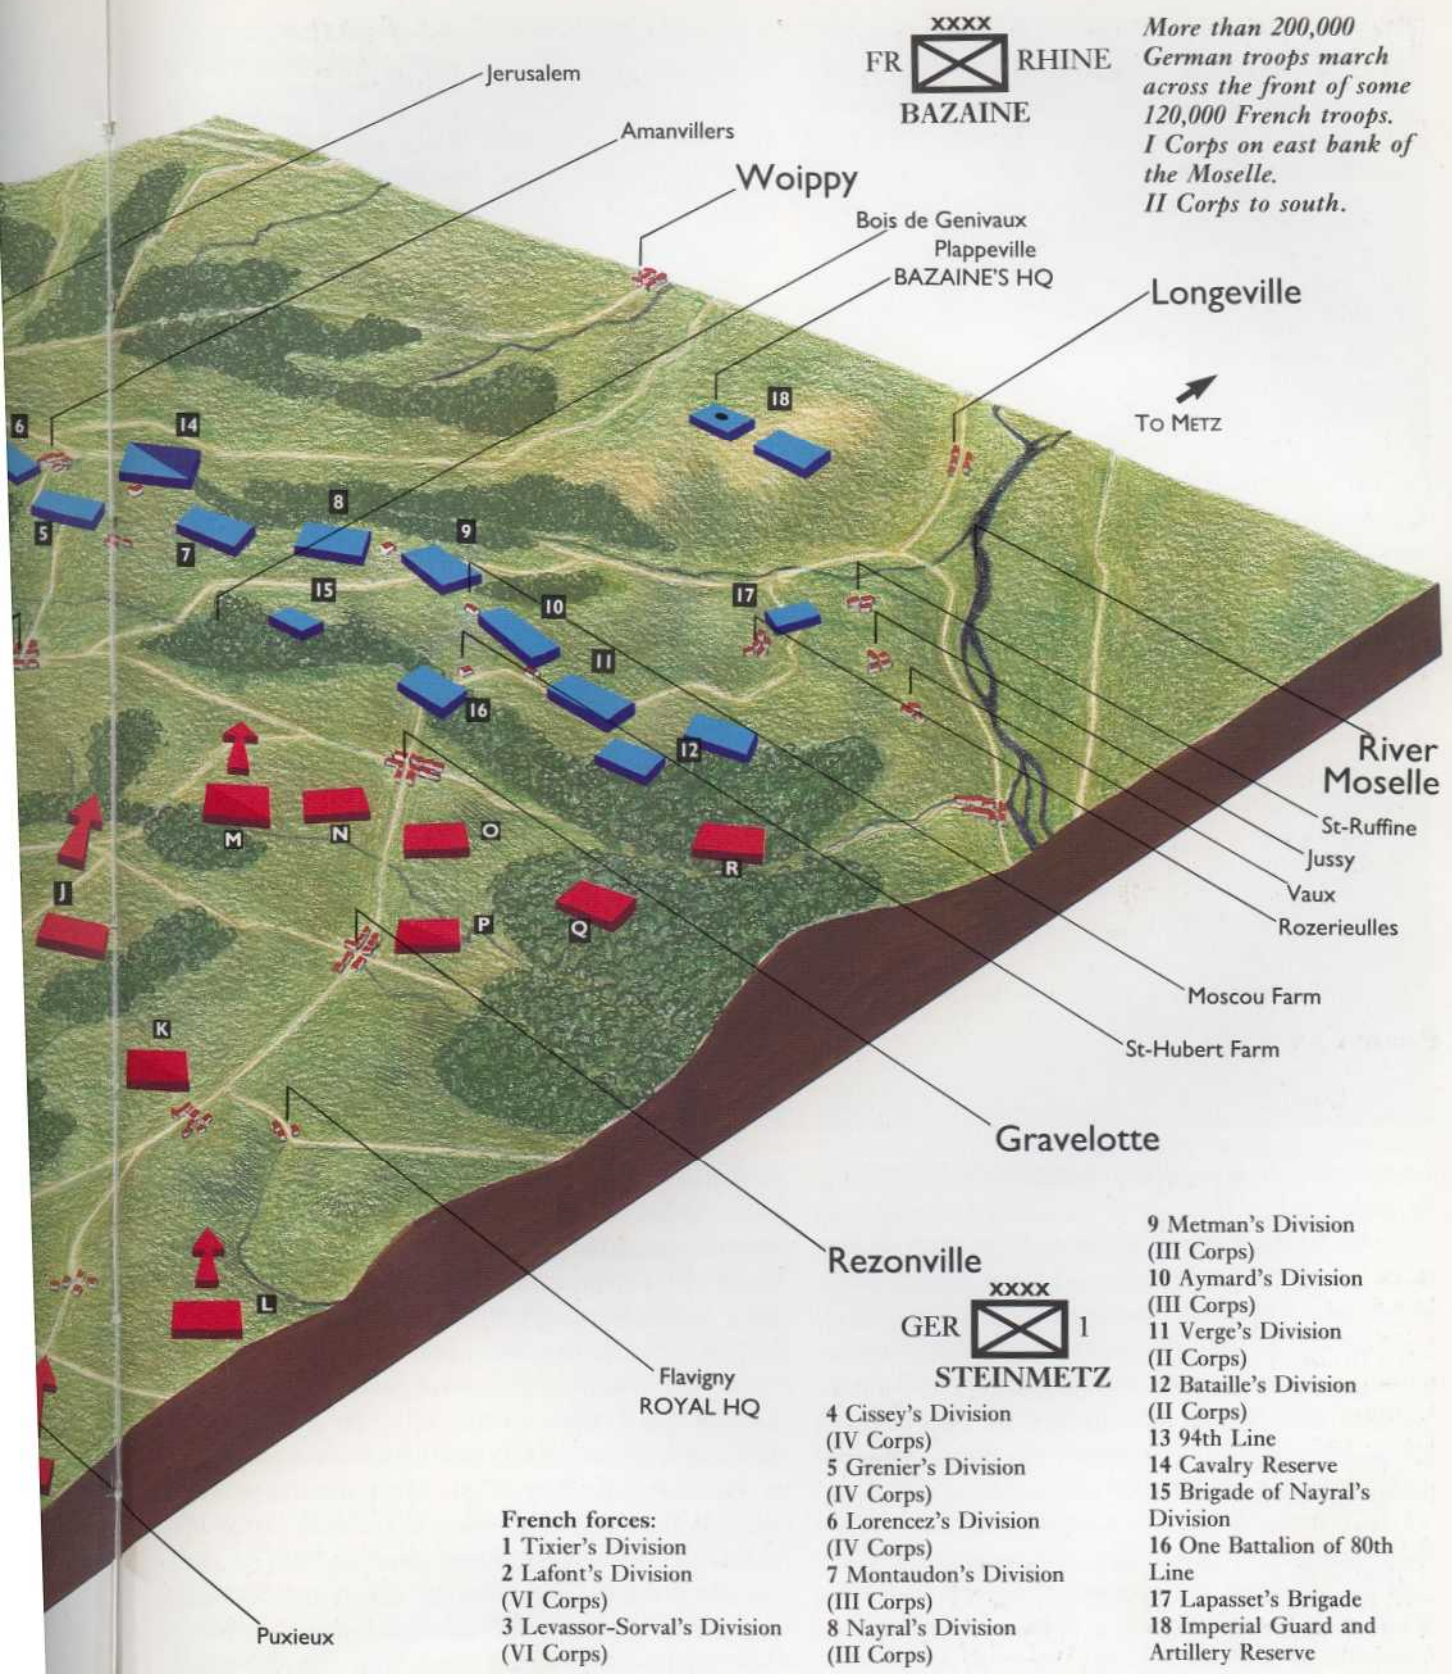 XXXX
FR RHINE
BAZAINE
More than 200,000
German troops march
across the front of some
120,000 French troops.
I Corps on east bank of
the Moselle.
II Corps to south.
Jerusalem
Amanvillers
Woippy
Bois de Genivaux
Plappeville
BAZAINE'S HQ
Longeville
To METZ
6
14
18
5
7
8
9
15
10
17
11
16
12
M
N
O
R
J
P
Q
K
L
River
Moselle
St-Ruffine
Jussy
Vaux
Rozerieulles
Moscou Farm
St-Hubert Farm
Gravelotte
Rezonville
Flavigny
ROYAL HQ
Puxieux
XXXX
GER 1
STEINMETZ
French forces:
1 Tixier's Division
2 Lafont's Division
(VI Corps)
3 Levassor-Sorval's Division
(VI Corps)
4 Cissey's Division
(IV Corps)
5 Grenier's Division
(IV Corps)
6 Lorencez's Division
(IV Corps)
7 Montaudon's Division
(III Corps)
8 Nayral's Division
(III Corps)
9 Metman's Division
(III Corps)
10 Aymard's Division
(III Corps)
11 Verge's Division
(II Corps)
12 Bataille's Division
(II Corps)
13 94th Line
14 Cavalry Reserve
15 Brigade of Nayral's
Division
16 One Battalion of 80th
Line
17 Lapasset's Brigade
18 Imperial Guard and
Artillery Reserve